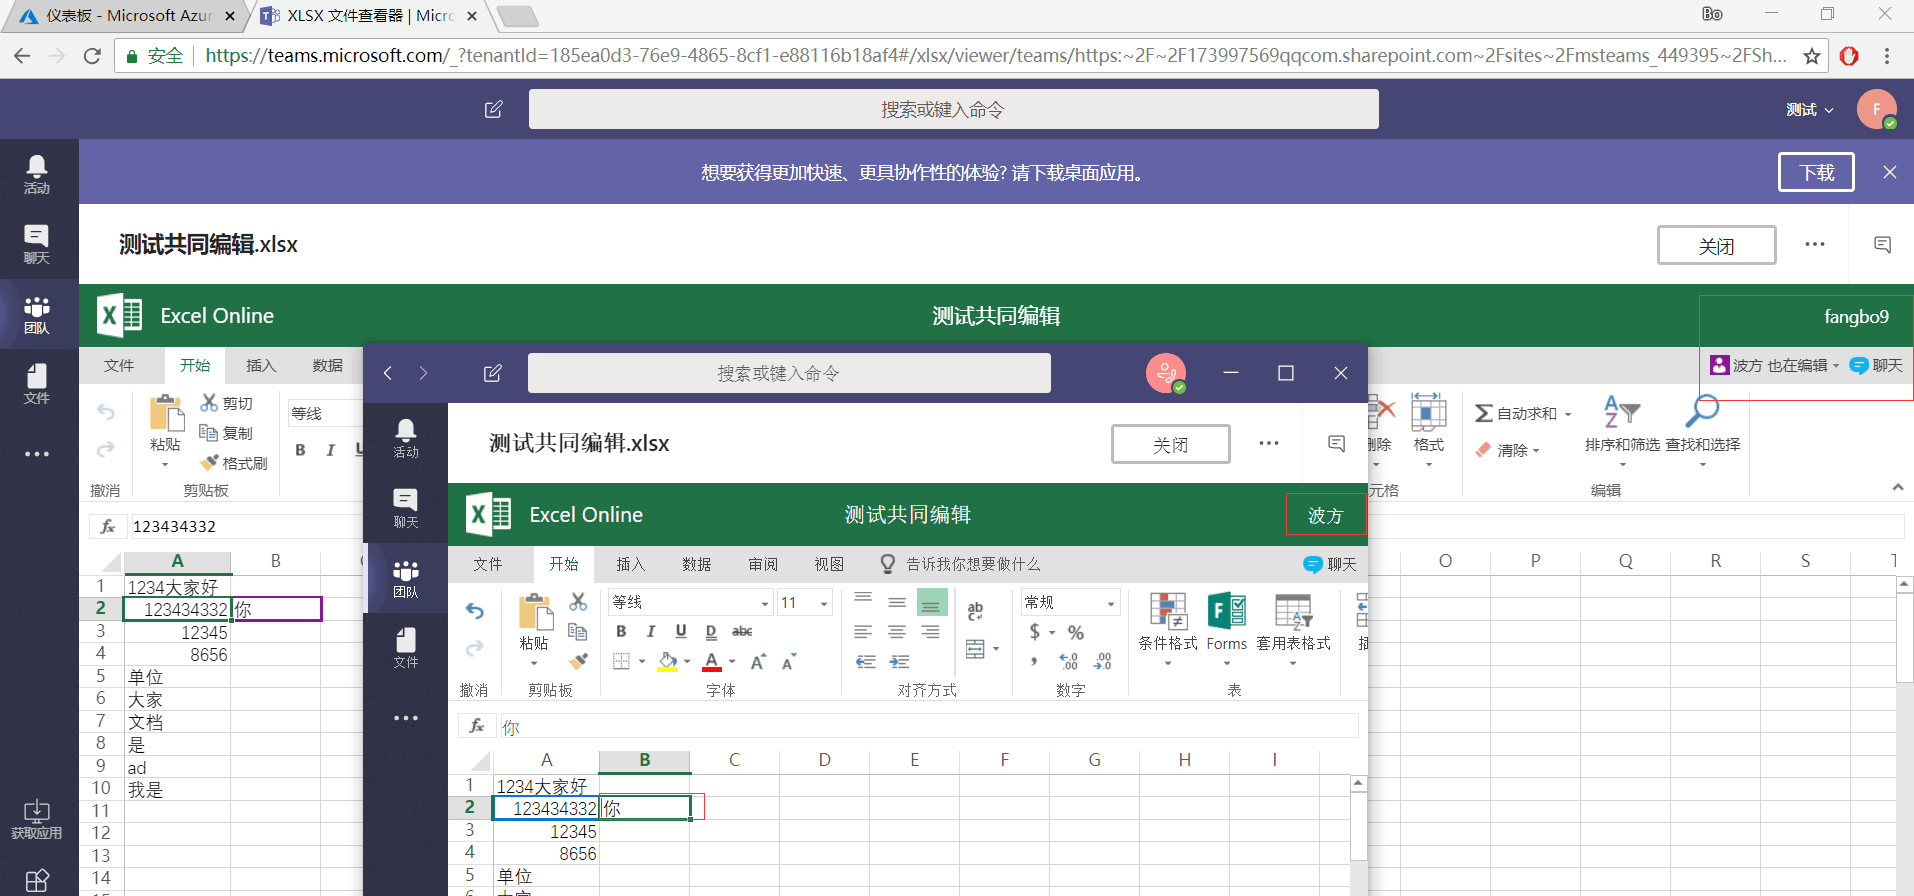 仪表板 - Microsoft Azur
XLSX 文件查看器 | Micro
Bo
安全
https://teams.microsoft.com/_?tenantId=185ea0d3-76e9-4865-8cf1-e88116b18af4#/xlsx/viewer/teams/https:~2F~2F173997569qqcom.sharepoint.com~2Fsites~2Fmsteams_449395~2FSh...
搜索或键入命令
测试
F
想要获得更加快速、更具协作性的体验? 请下载桌面应用。
下载
活动
聊天
团队
文件
获取应用
测试共同编辑.xlsx
关闭
Excel Online
测试共同编辑
fangbo9
文件 开始 插入 数据
波方 也在编辑
聊天
粘贴
剪切
复制
格式刷
等线
B I U
撤消
剪贴板
删除
格式
自动求和
清除
排序和筛选
查找和选择
元格
编辑
fx 123434332
A B
O P Q R S T
1 1234大家好
2 123434332 你
3 12345
4 8656
5 单位
6 大家
7 文档
8 是
9 ad
10 我是
11
12
13
14
搜索或键入命令
活动
聊天
团队
文件
测试共同编辑.xlsx
关闭
Excel Online
测试共同编辑
波方
文件 开始 插入 数据 审阅 视图 告诉我你想要做什么
聊天
粘贴
等线 11
B I U D abc
A A A
ab
常规
$ %
.00 .00
条件格式
Forms
套用表格式
撤消
剪贴板
字体
对齐方式
数字
表
fx 你
A B C D E F G H I
1 1234大家好
2 123434332 你
3 12345
4 8656
5 单位
6 大家